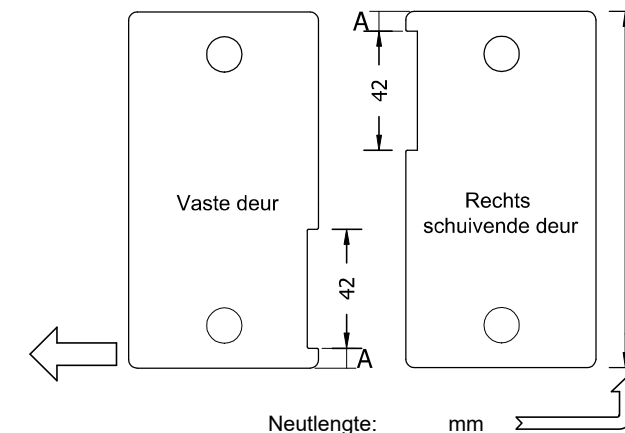 A
42
Vaste deur
Rechts
schuivende deur
42
A
Neutlengte: mm